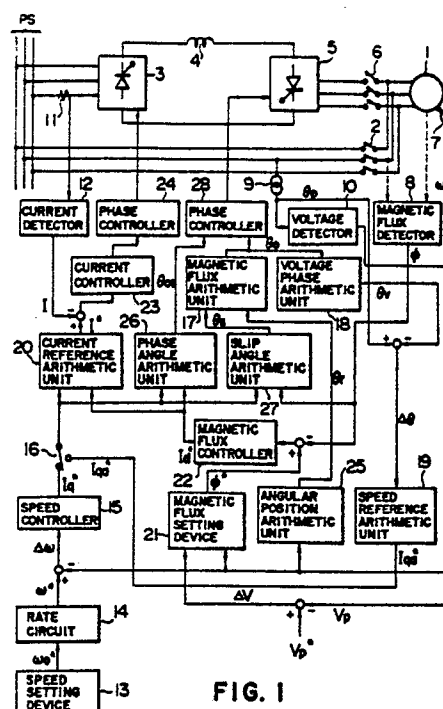 PS
3
4
5
6
1
7
11
2
9
θp
ω
12
24
28
10
8
CURRENT DETECTOR
PHASE CONTROLLER
PHASE CONTROLLER
VOLTAGE DETECTOR
MAGNETIC FLUX DETECTOR
θo
φ
CURRENT CONTROLLER
23
MAGNETIC FLUX ARITHMETIC UNIT
17
VOLTAGE PHASE ARITHMETIC UNIT
18
θv
I
26
20
CURRENT REFERENCE ARITHMETIC UNIT
PHASE ANGLE ARITHMETIC UNIT
SLIP ANGLE ARITHMETIC UNIT
27
θr
Δθ
16
MAGNETIC FLUX CONTROLLER
22
25
19
SPEED CONTROLLER
15
21
MAGNETIC FLUX SETTING DEVICE
ANGULAR POSITION ARITHMETIC UNIT
SPEED REFERENCE ARITHMETIC UNIT
Δω
ΔV
Vp
Vp*
RATE CIRCUIT
14
SPEED SETTING DEVICE
13
FIG. 1